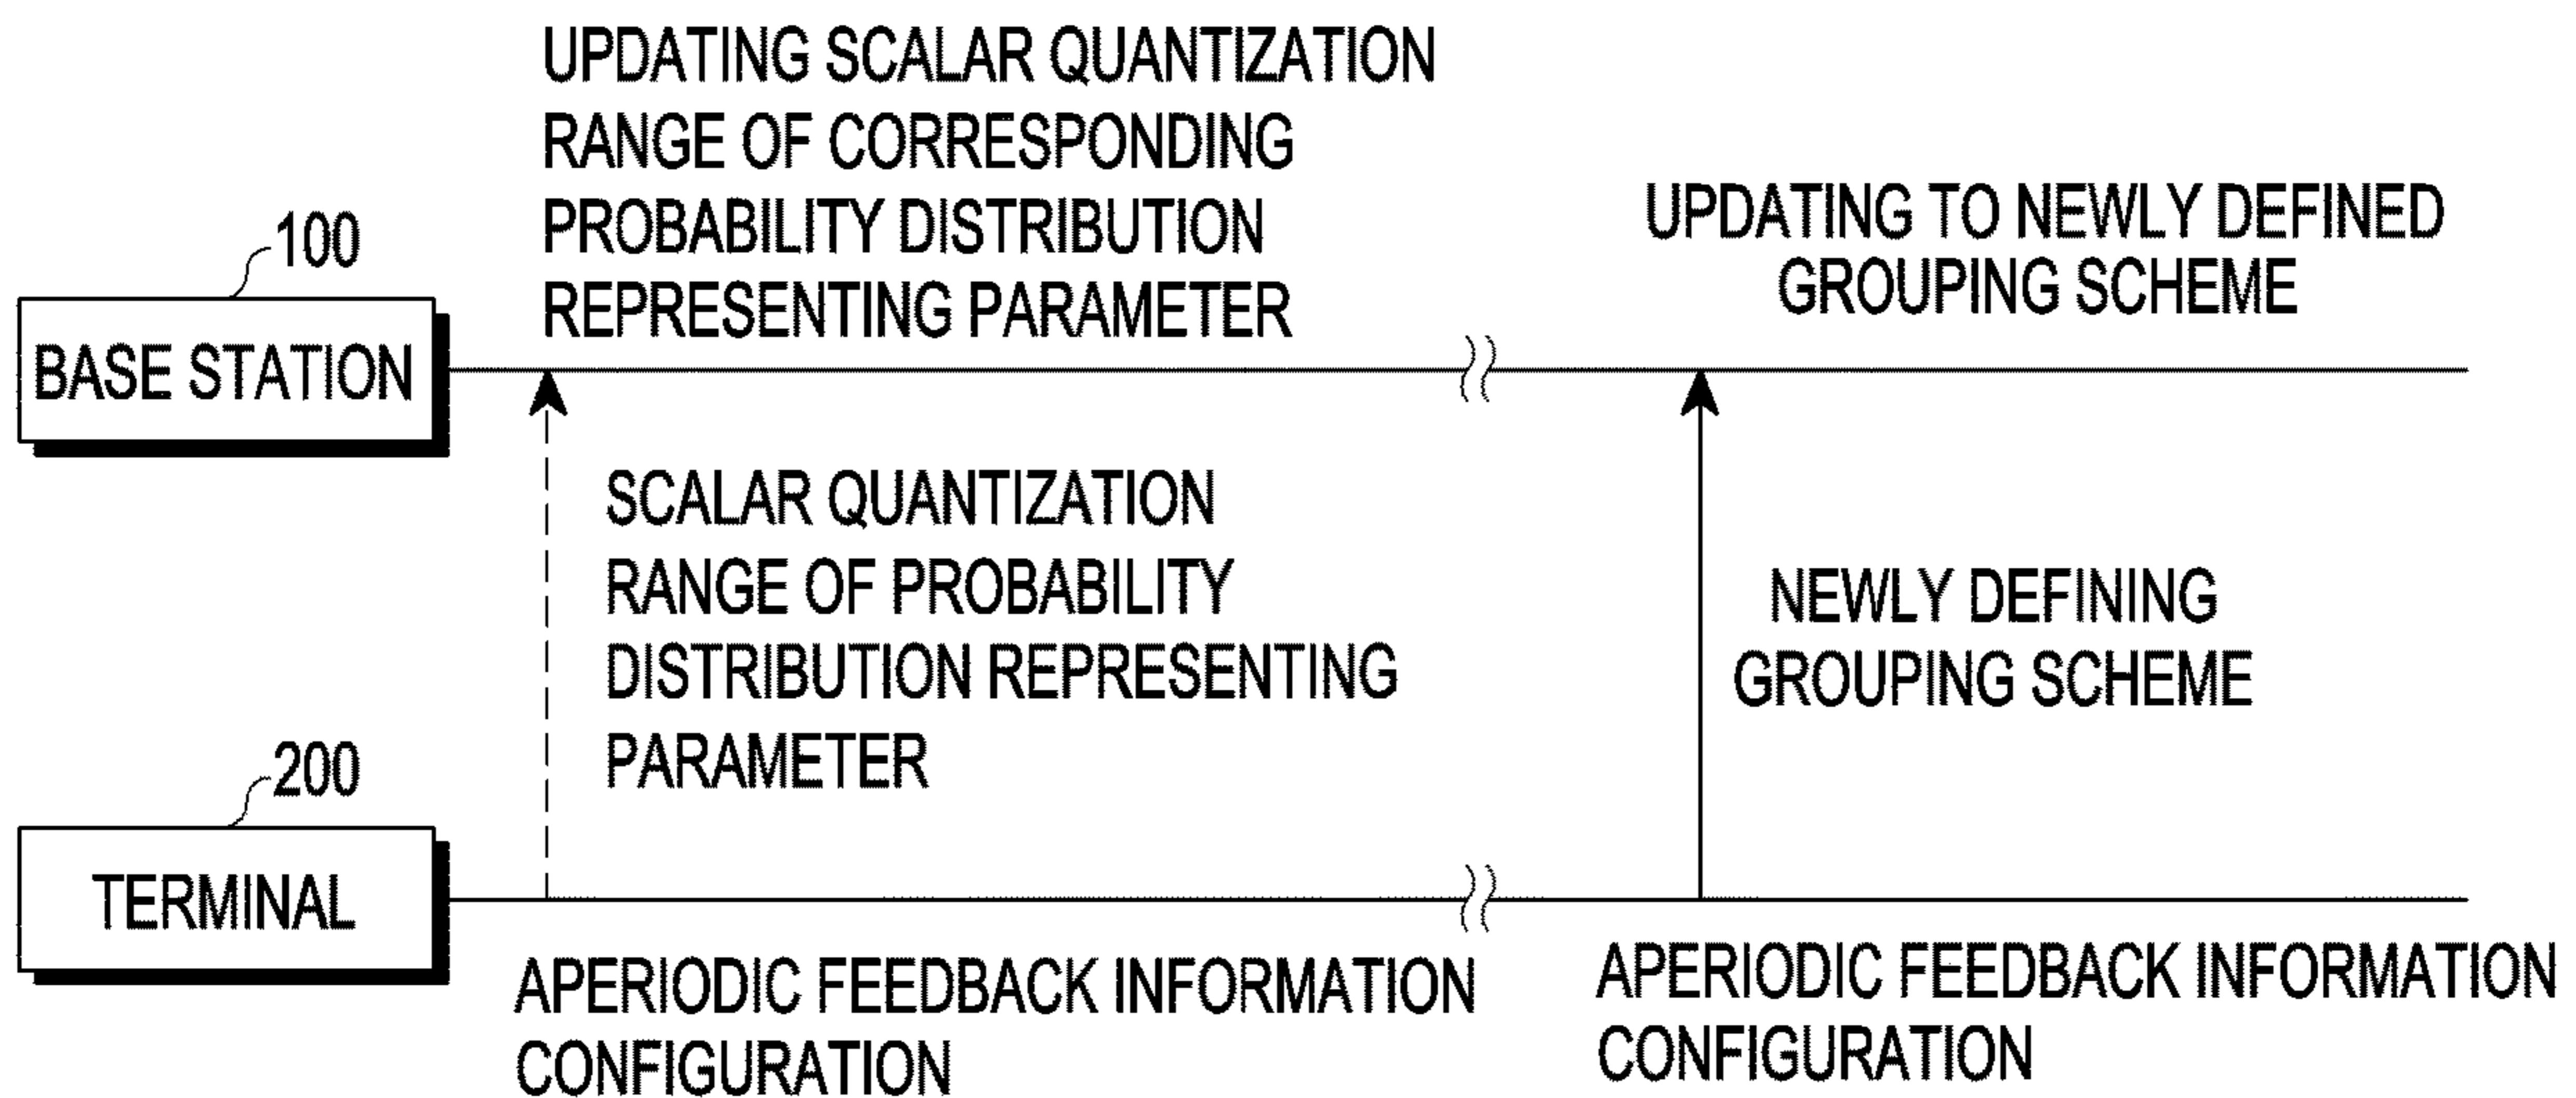 UPDATING SCALAR QUANTIZATION
RANGE OF CORRESPONDING
PROBABILITY DISTRIBUTION
REPRESENTING PARAMETER
UPDATING TO NEWLY DEFINED
GROUPING SCHEME
100
BASE STATION
SCALAR QUANTIZATION
RANGE OF PROBABILITY
DISTRIBUTION REPRESENTING
PARAMETER
NEWLY DEFINING
GROUPING SCHEME
200
TERMINAL
APERIODIC FEEDBACK INFORMATION
CONFIGURATION
APERIODIC FEEDBACK INFORMATION
CONFIGURATION